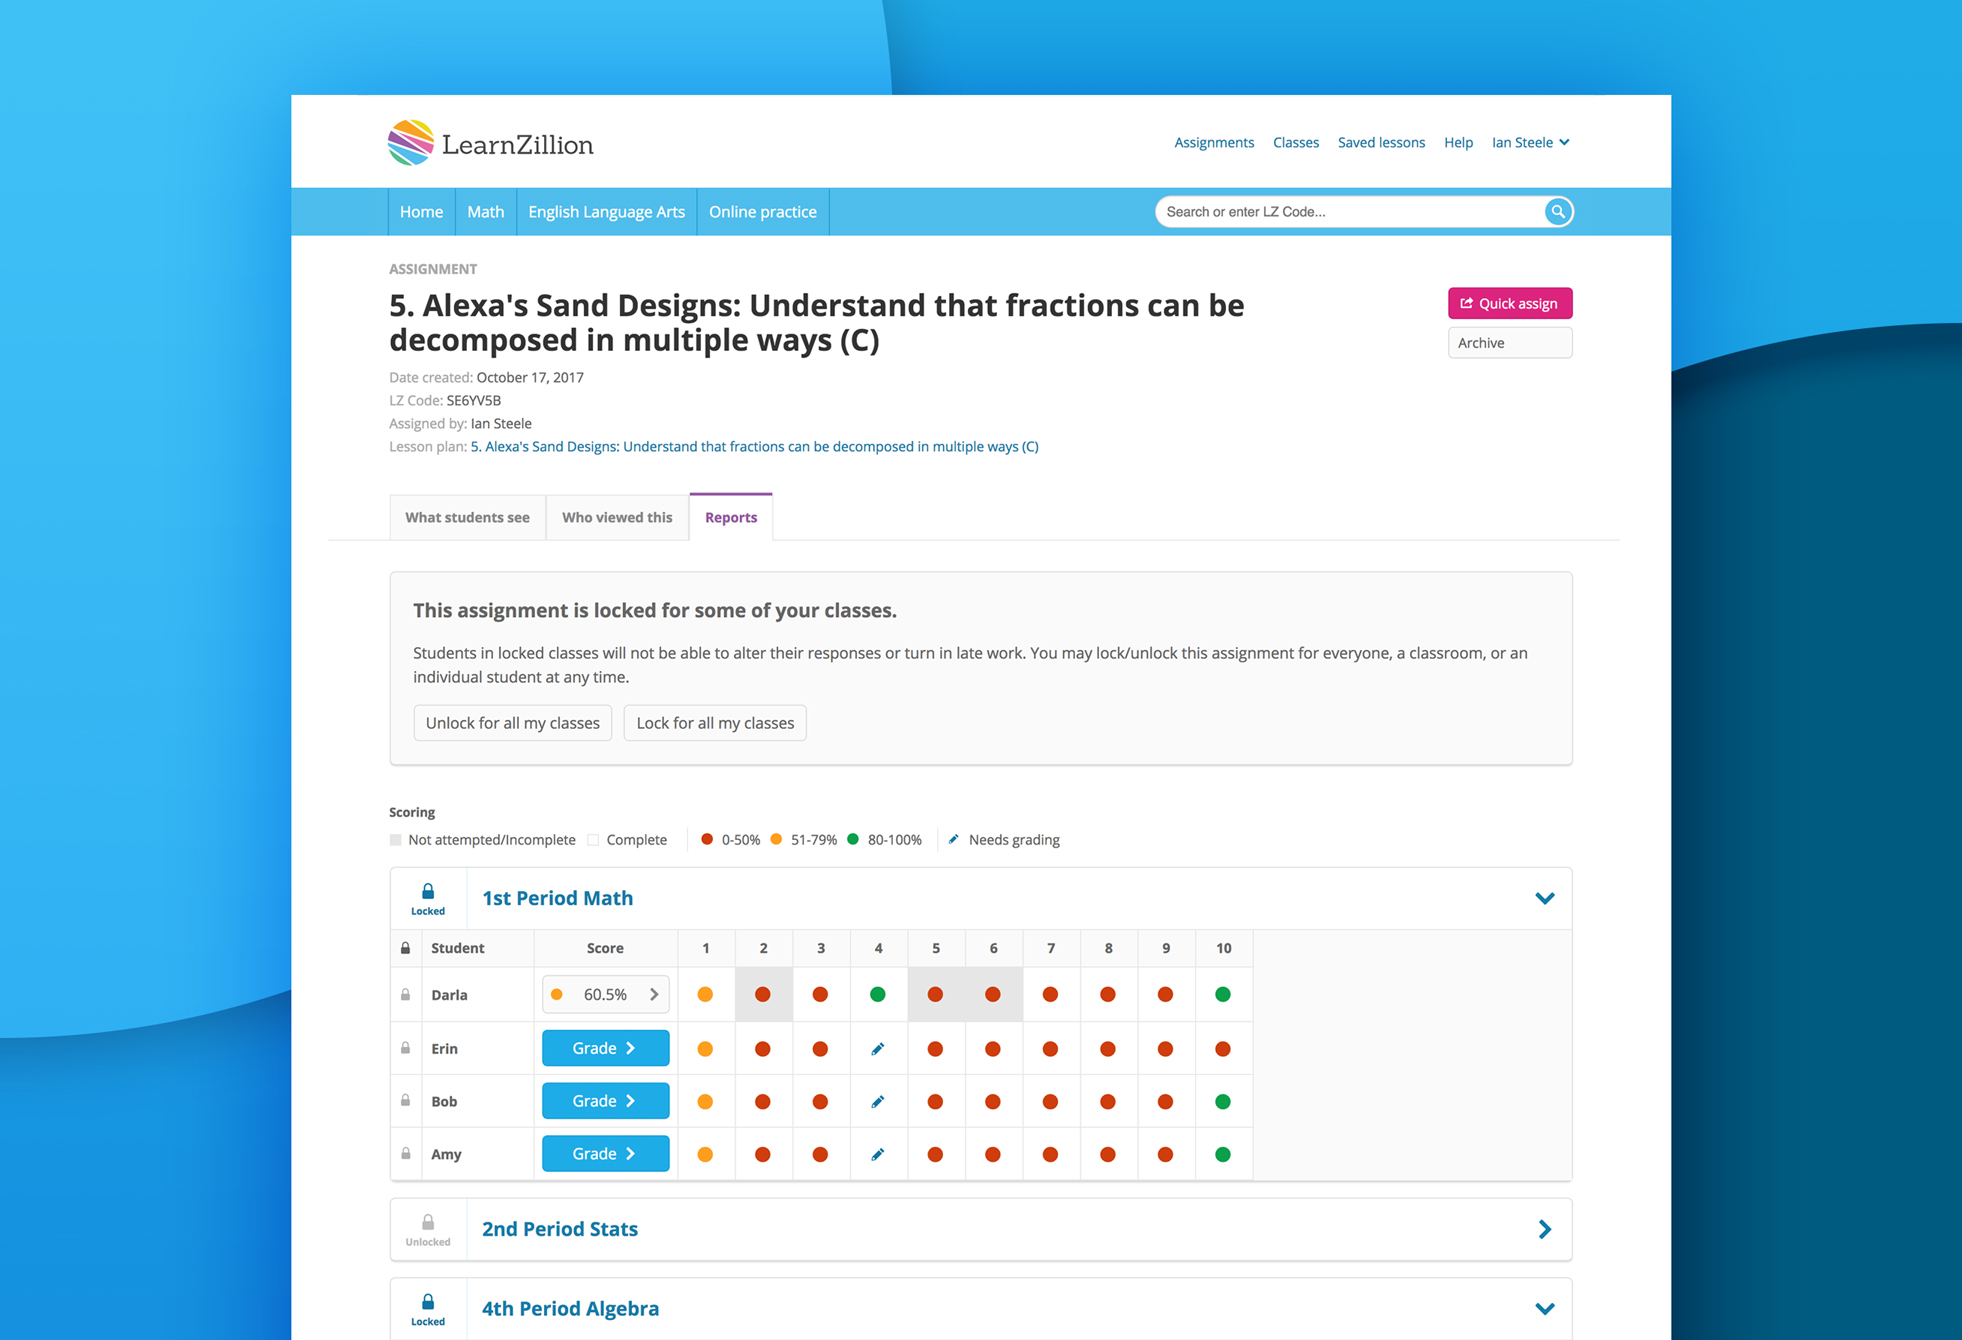 LearnZillion
Assignments Classes Saved lessons Help Ian Steele
Home Math English Language Arts Online practice Search or enter LZ Code...
ASSIGNMENT
5. Alexa's Sand Designs: Understand that fractions can be
decomposed in multiple ways (C)
Quick assign
Archive
Date created: October 17, 2017
LZ Code: SE6YV5B
Assigned by: Ian Steele
Lesson plan: 5. Alexa's Sand Designs: Understand that fractions can be decomposed in multiple ways (C)
What students see Who viewed this Reports
This assignment is locked for some of your classes.
Students in locked classes will not be able to alter their responses or turn in late work. You may lock/unlock this assignment for everyone, a classroom, or an
individual student at any time.
Unlock for all my classes Lock for all my classes
Scoring
Not attempted/Incomplete Complete 0-50% 51-79% 80-100% Needs grading
Locked 1st Period Math
Student Score 1 2 3 4 5 6 7 8 9 10
Darla 60.5%
Erin Grade
Bob Grade
Amy Grade
Unlocked 2nd Period Stats
Locked 4th Period Algebra